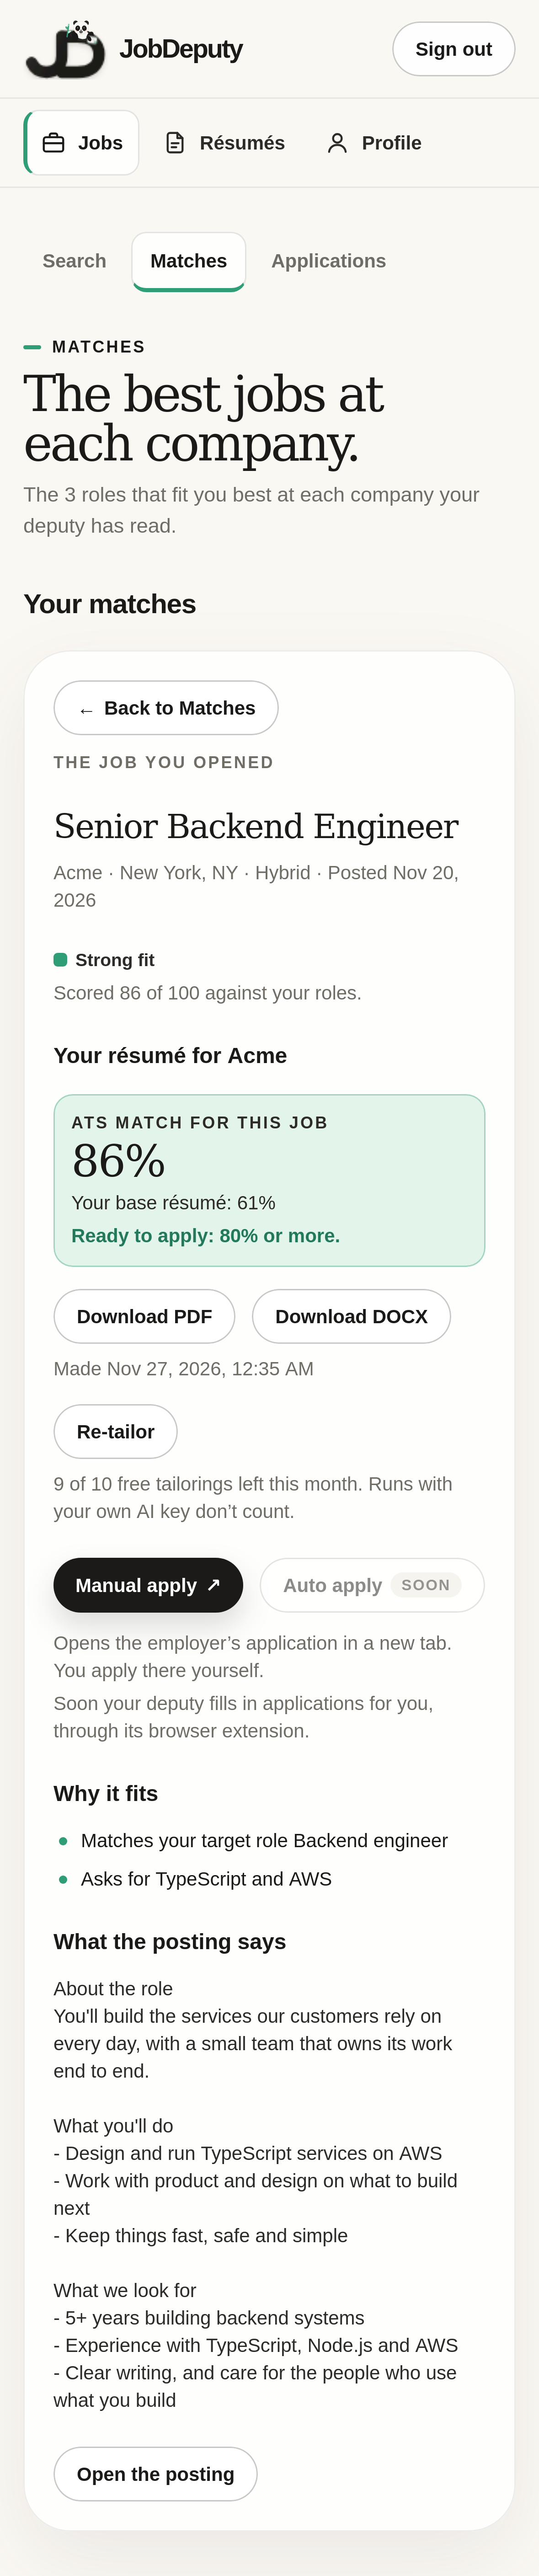 JobDeputy
Sign out
Jobs
Résumés
Profile
Search
Matches
Applications
MATCHES
The best jobs at
each company.
The 3 roles that fit you best at each company your
deputy has read.
Your matches
← Back to Matches
THE JOB YOU OPENED
Senior Backend Engineer
Acme · New York, NY · Hybrid · Posted Nov 20,
2026
Strong fit
Scored 86 of 100 against your roles.
Your résumé for Acme
ATS MATCH FOR THIS JOB
86%
Your base résumé: 61%
Ready to apply: 80% or more.
Download PDF
Download DOCX
Made Nov 27, 2026, 12:35 AM
Re-tailor
9 of 10 free tailorings left this month. Runs with
your own AI key don’t count.
Manual apply ↗
Auto apply SOON
Opens the employer’s application in a new tab.
You apply there yourself.
Soon your deputy fills in applications for you,
through its browser extension.
Why it fits
Matches your target role Backend engineer
Asks for TypeScript and AWS
What the posting says
About the role
You'll build the services our customers rely on
every day, with a small team that owns its work
end to end.
What you'll do
- Design and run TypeScript services on AWS
- Work with product and design on what to build
next
- Keep things fast, safe and simple
What we look for
- 5+ years building backend systems
- Experience with TypeScript, Node.js and AWS
- Clear writing, and care for the people who use
what you build
Open the posting